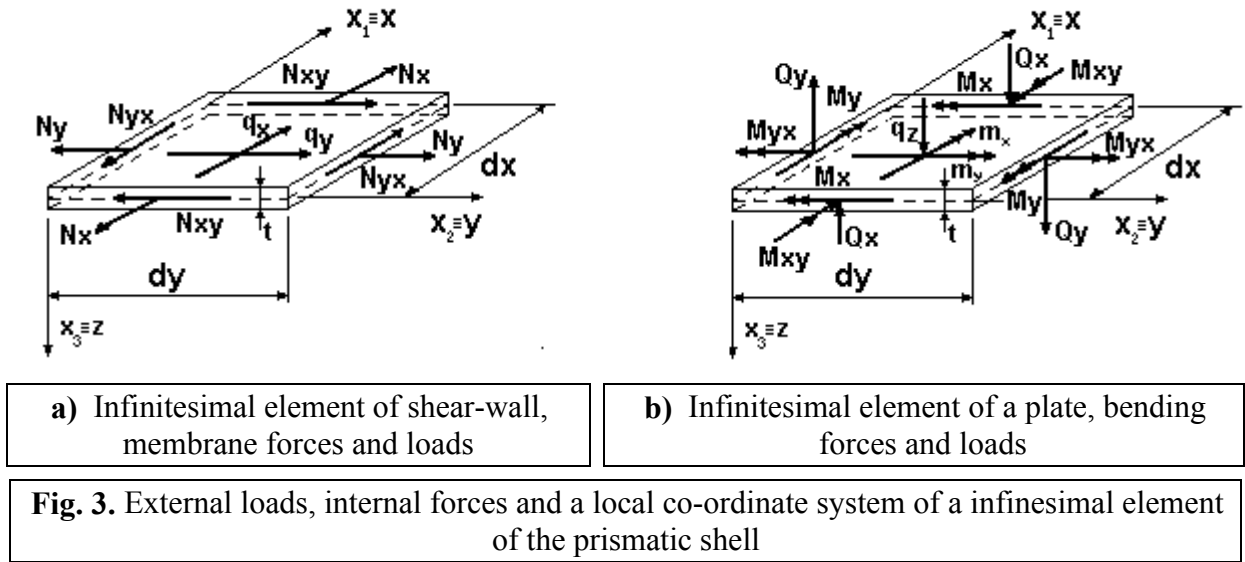 X₁≡X
Nxy
Nx
Ny
Nyx
qx
qy
Ny
Nyx
dx
X₂≡y
Nx
Nxy
t
dy
x₃≡z
X₁≡X
Qx
Mxy
Qy
My
Mx
Myx
qz
mx
Myx
dx
my
Mx
My
X₂≡y
Qy
Mxy
Qx
t
dy
x₃≡z
a) Infinitesimal element of shear-wall,
membrane forces and loads
b) Infinitesimal element of a plate, bending
forces and loads
Fig. 3. External loads, internal forces and a local co-ordinate system of a infinesimal element
of the prismatic shell